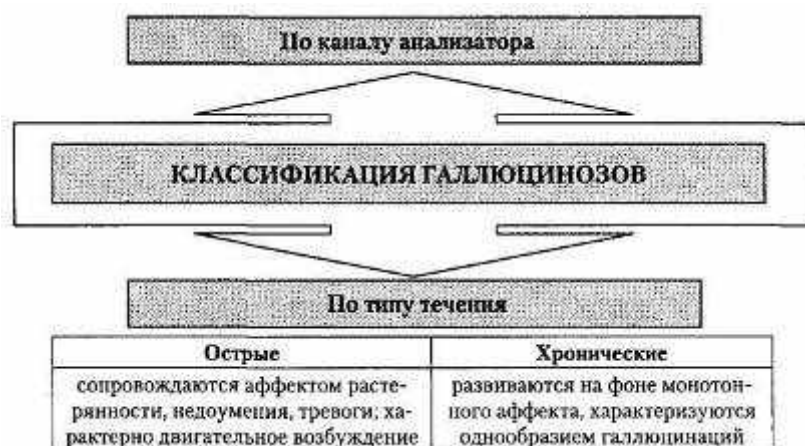 По каналу анализатора
КЛАССИФИКАЦИЯ ГАЛЛЮЦИНОЗОВ
По типу течения
Острые
сопровождаются аффектом расте-
рянности, недоумения, тревоги; ха-
рактерно двигательное возбуждение
Хронические
развиваются на фоне монотон-
ного аффекта, характеризуются
однообразием галлюцинаций